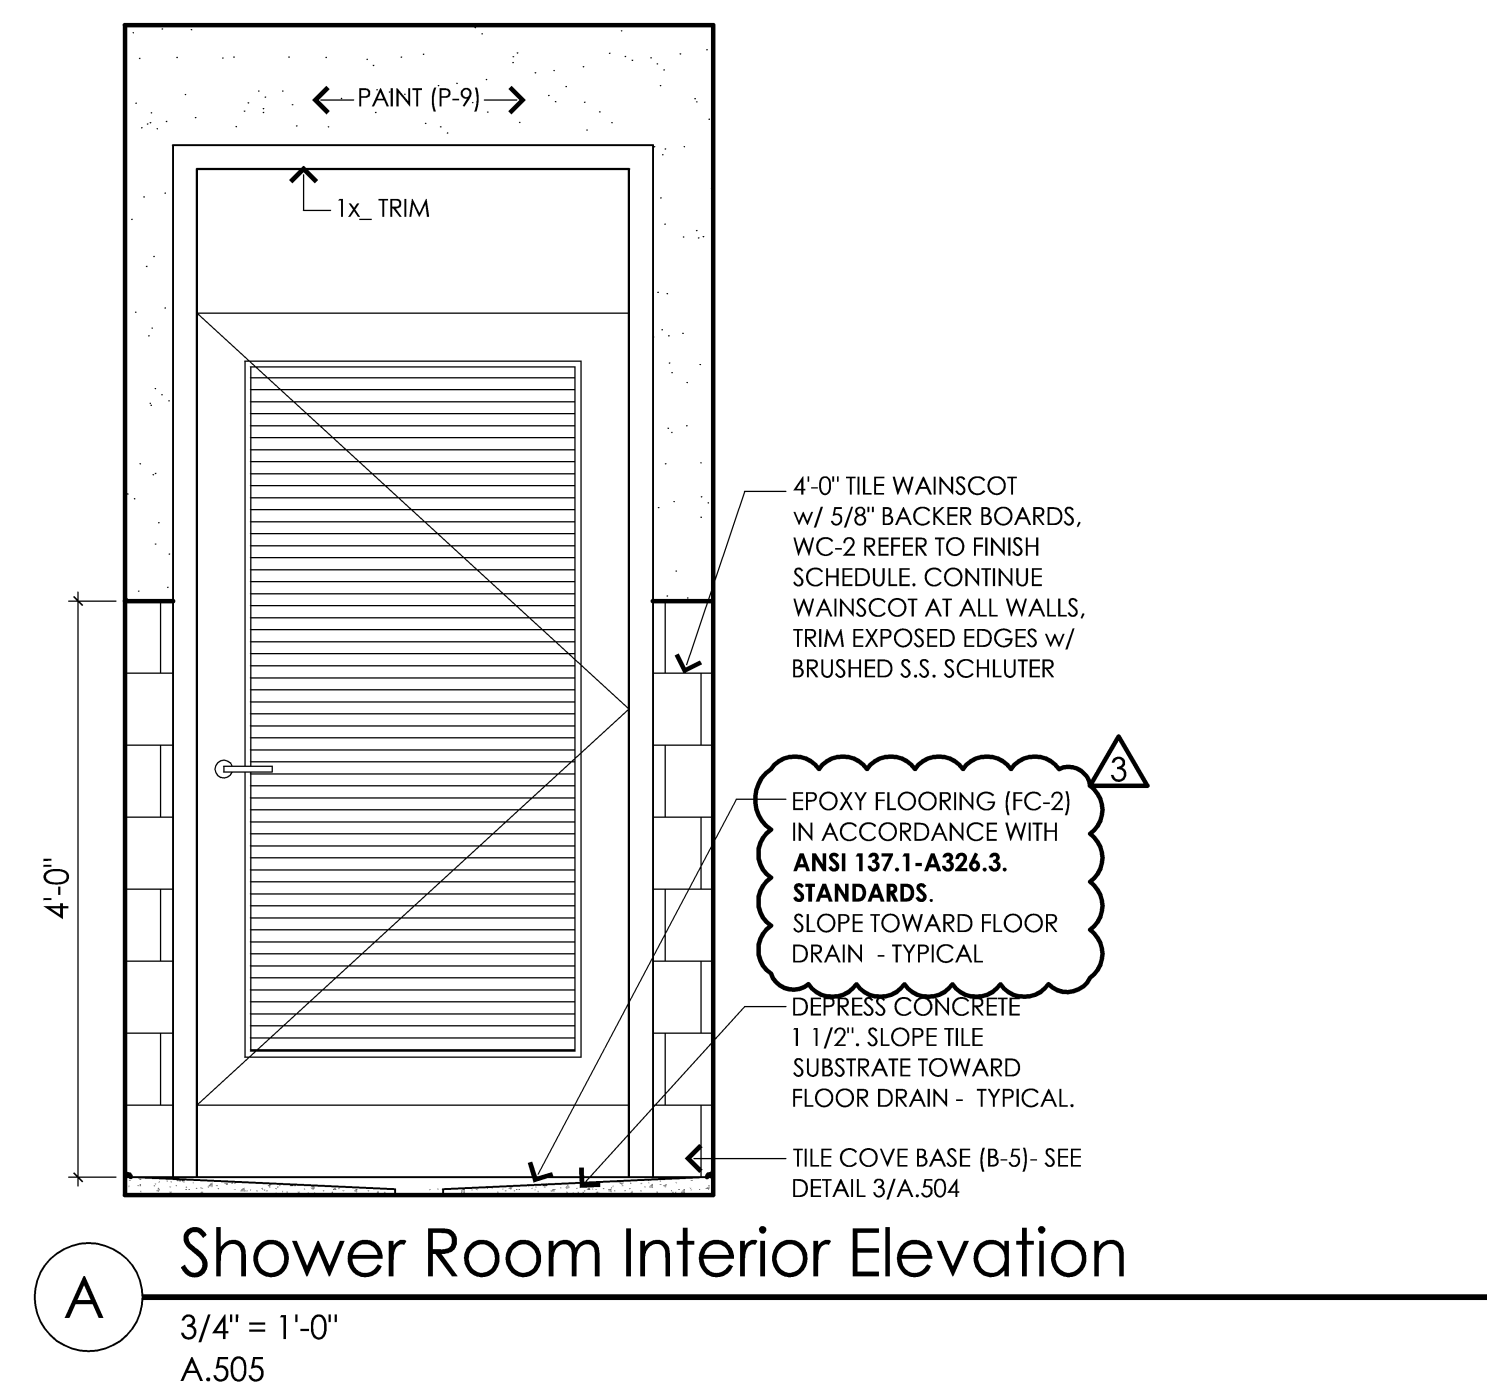 PAINT (P-9)
1x_ TRIM
4'-0" TILE WAINSCOT
w/ 5/8" BACKER BOARDS,
WC-2 REFER TO FINISH
SCHEDULE. CONTINUE
WAINSCOT AT ALL WALLS,
TRIM EXPOSED EDGES w/
BRUSHED S.S. SCHLUTER
3
EPOXY FLOORING (FC-2)
IN ACCORDANCE WITH
ANSI 137.1-A326.3.
STANDARDS.
SLOPE TOWARD FLOOR
DRAIN - TYPICAL
4'-0"
DEPRESS CONCRETE
1 1/2". SLOPE TILE
SUBSTRATE TOWARD
FLOOR DRAIN - TYPICAL.
TILE COVE BASE (B-5)- SEE
DETAIL 3/A.504
A
Shower Room Interior Elevation
3/4" = 1'-0"
A.505